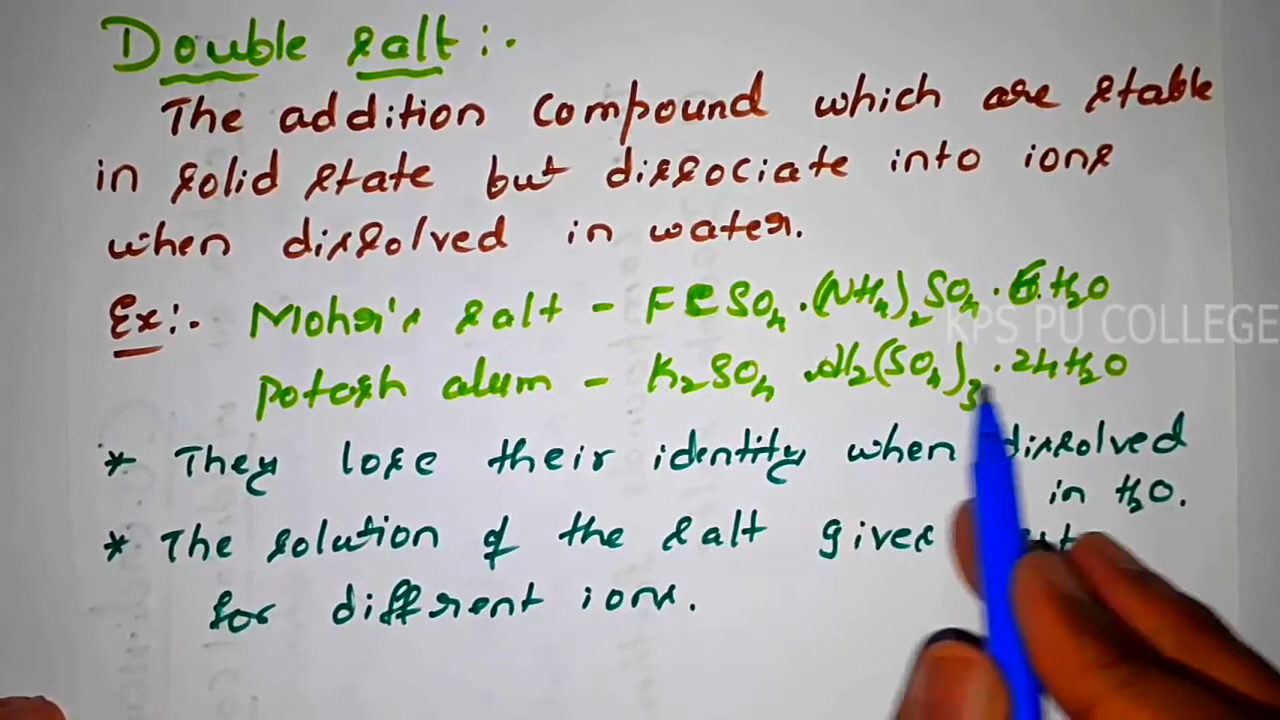 Double salt :-
The addition compound which are stable
in solid state but dissociate into ions
when dissolved in water.
Ex:- Mohr's salt - FeSO4.(NH4)2SO4.6H2O
KPS PU COLLEGE
potash alum - K2SO4.Al2(SO4)3.24H2O
* They lose their identity when dissolved
in H2O.
* The solution of the salt gives
for different ions.